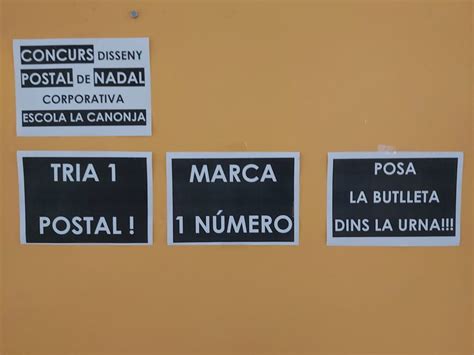 CONCURS DISSENY
POSTAL DE NADAL
CORPORATIVA
ESCOLA LA CANONJA
TRIA 1
POSTAL !
MARCA
1 NÚMERO
POSA
LA BUTLLETA
DINS LA URNA!!!